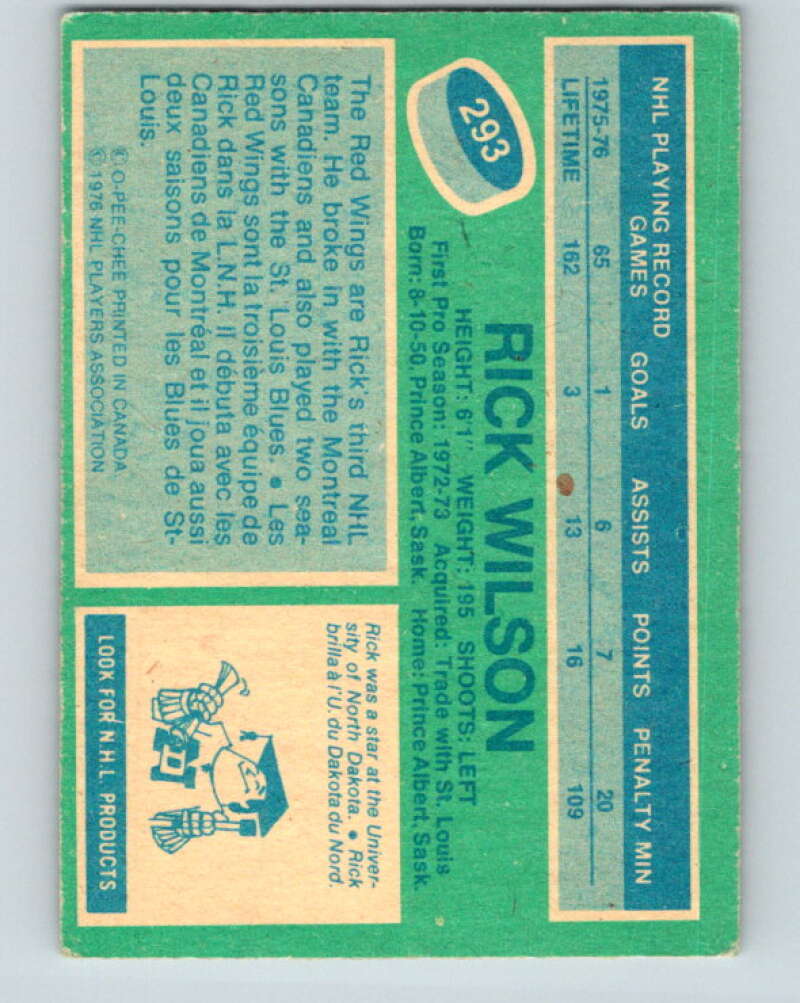 NHL PLAYING RECORD
GAMES GOALS ASSISTS POINTS PENALTY MIN
1975-76 65 1 6 7 20
LIFETIME 162 3 13 16 109
293
RICK WILSON
HEIGHT: 6'1" WEIGHT: 195 SHOOTS: LEFT
First Pro Season: 1972-73 Acquired: Trade with St. Louis
Born: 8-10-50, Prince Albert, Sask. Home: Prince Albert, Sask.
The Red Wings are Rick's third NHL
team. He broke in with the Montreal
Canadiens and also played two sea-
sons with the St. Louis Blues. • Les
Red Wings sont la troisième équipe de
Rick dans la L.N.H. Il débuta avec les
Canadiens de Montréal et il joua aussi
deux saisons pour les Blues de St-
Louis.
© O-PEE-CHEE PRINTED IN CANADA
© 1976 NHL PLAYERS ASSOCIATION
Rick was a star at the Univer-
sity of North Dakota. • Rick
brilla à l'U. du Dakota du Nord.
LOOK FOR N.H.L. PRODUCTS